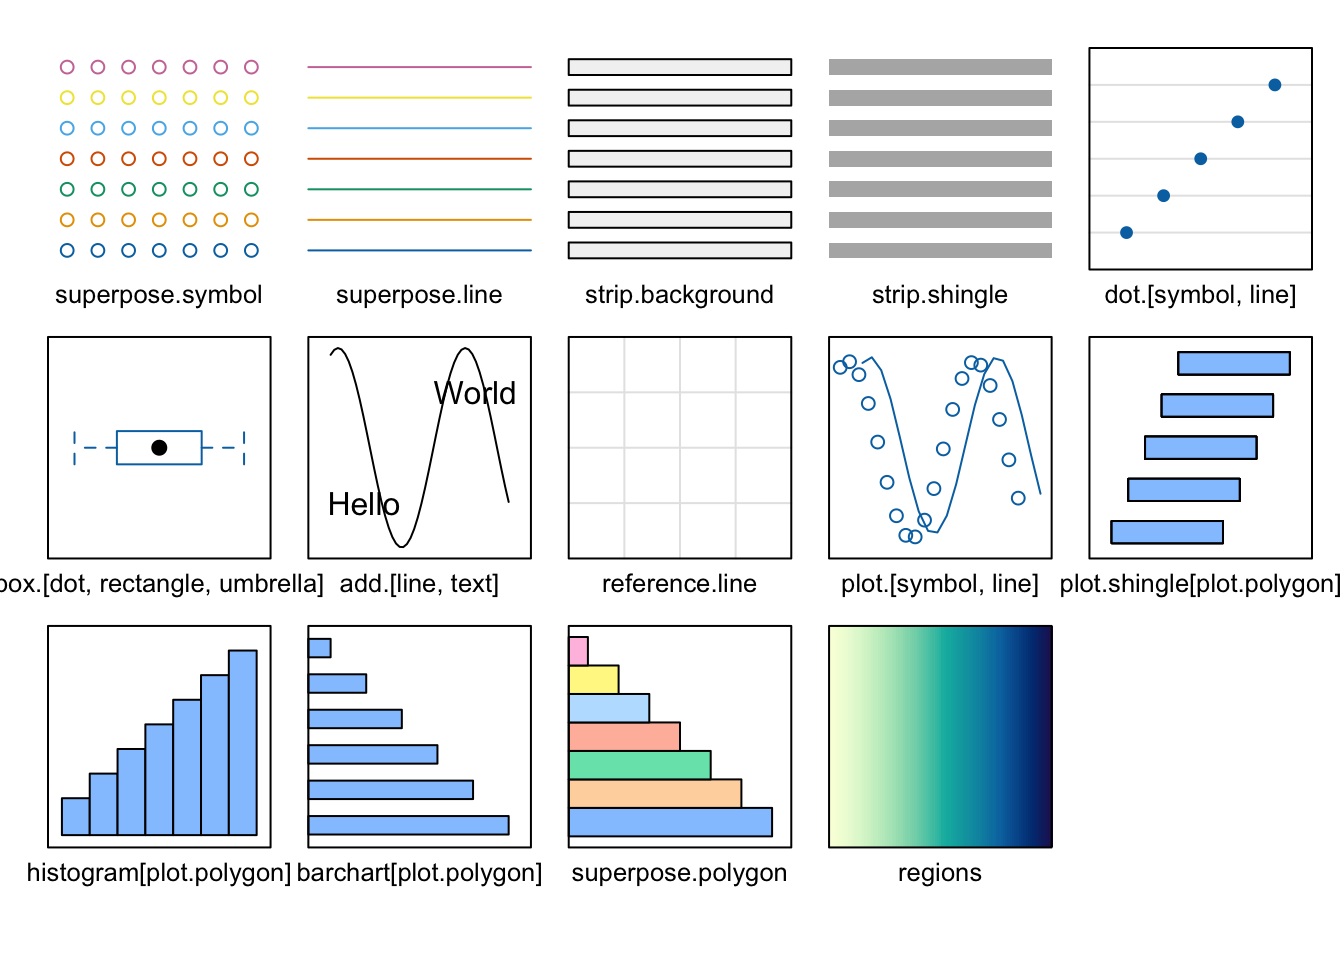 superpose.symbol
superpose.line
strip.background
strip.shingle
dot.[symbol, line]
World
Hello
box.[dot, rectangle, umbrella]
add.[line, text]
reference.line
plot.[symbol, line]
plot.shingle[plot.polygon]
histogram[plot.polygon]
barchart[plot.polygon]
superpose.polygon
regions